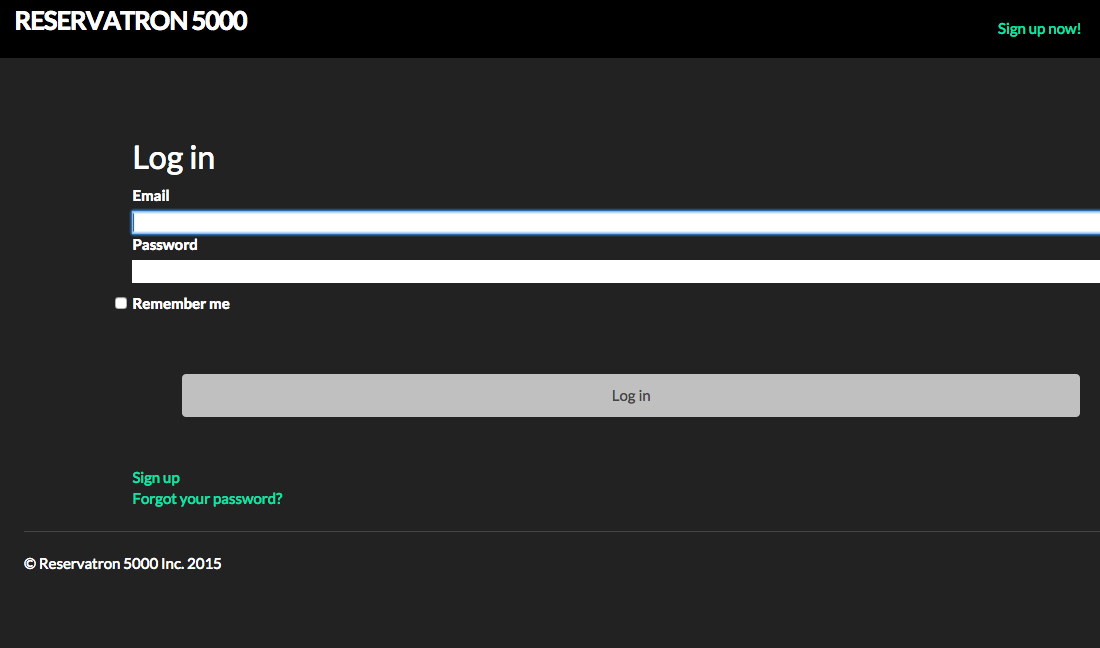 RESERVATRON 5000
Sign up now!
Log in
Email
Password
Remember me
Log in
Sign up
Forgot your password?
© Reservatron 5000 Inc. 2015